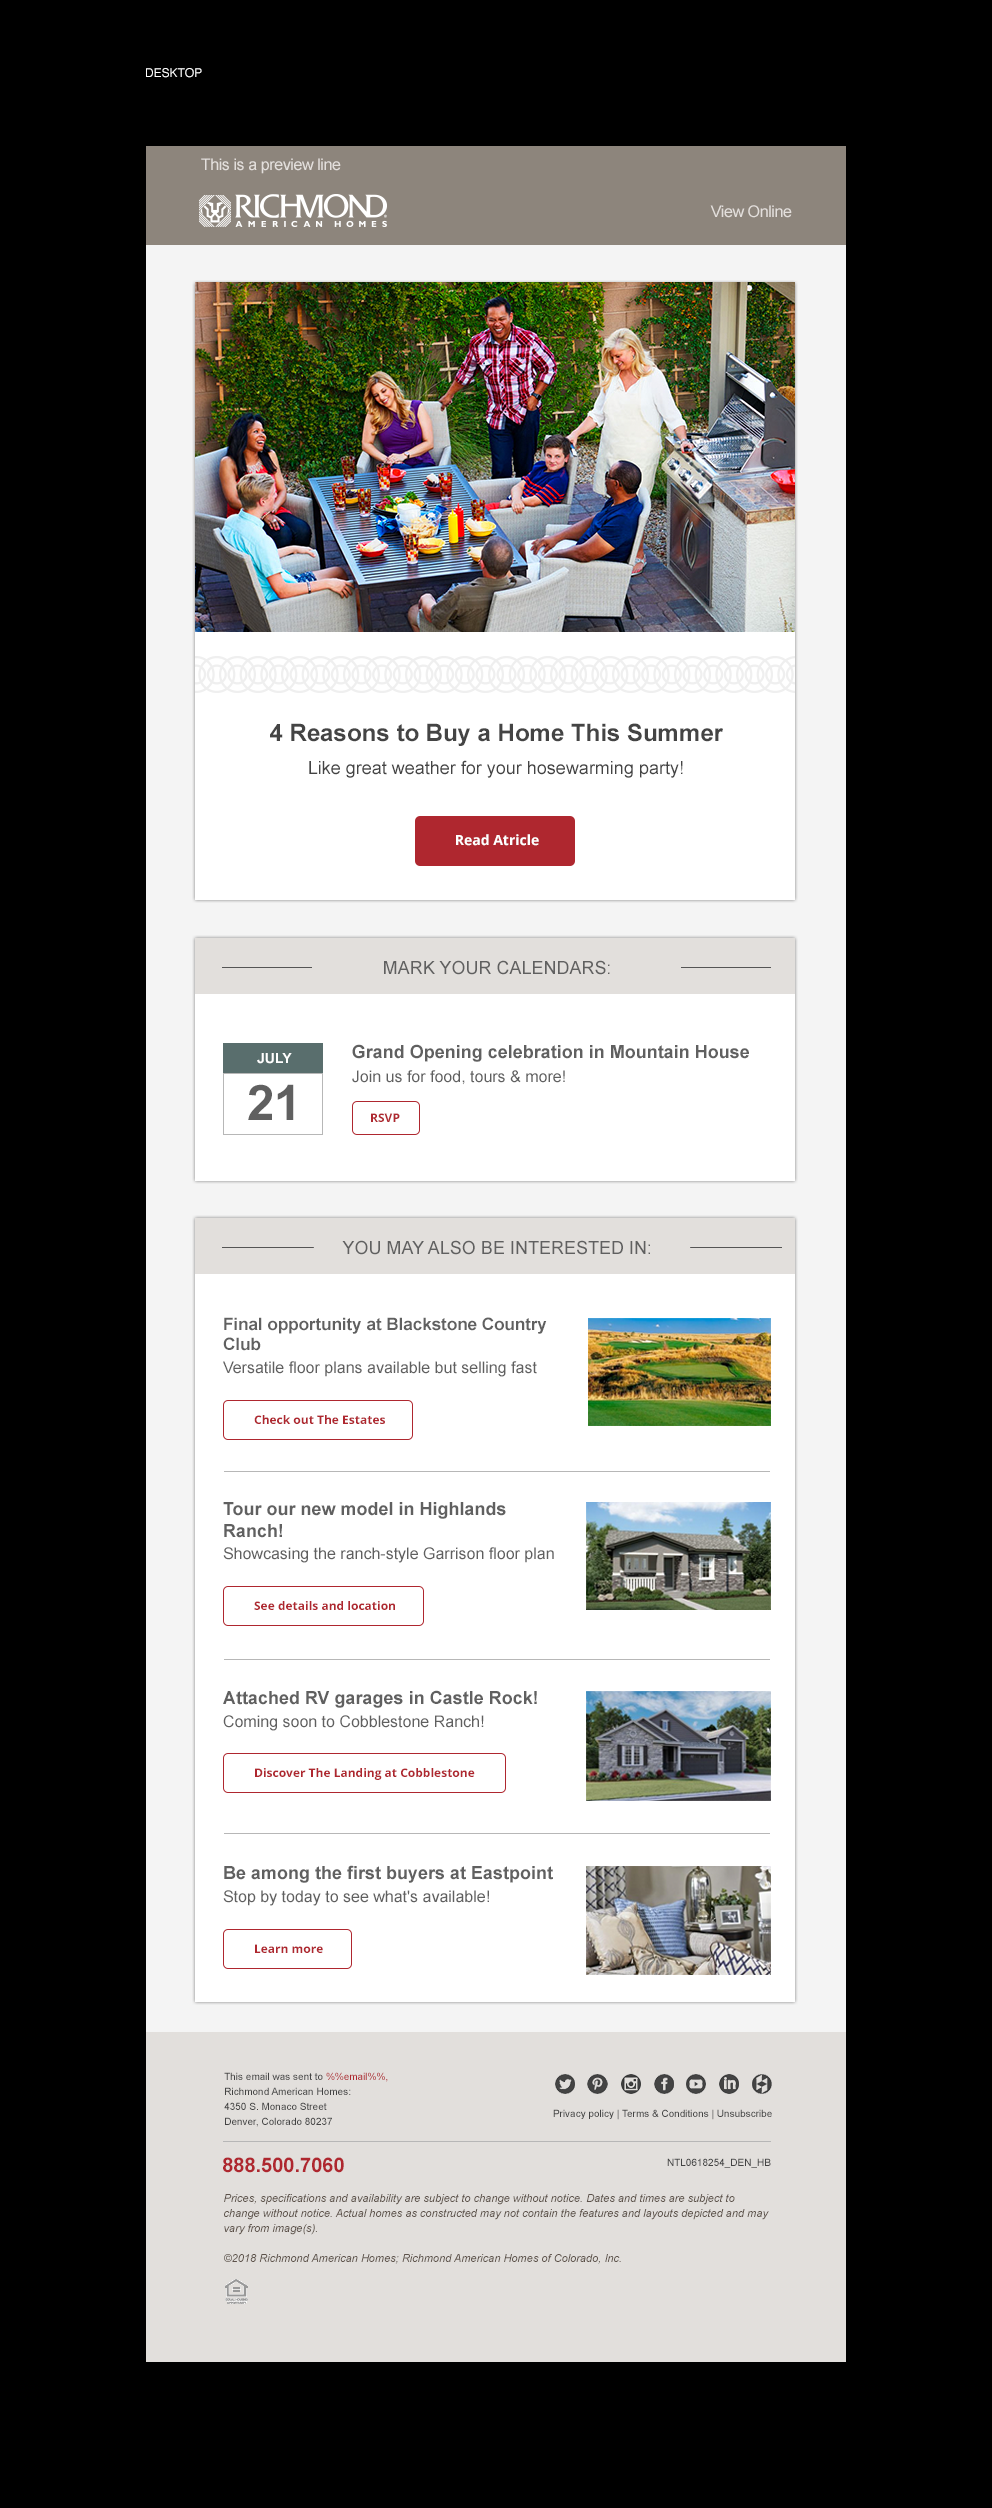 DESKTOP
This is a preview line
RICHMOND
AMERICAN HOMES
View Online
4 Reasons to Buy a Home This Summer
Like great weather for your hosewarming party!
Read Atricle
MARK YOUR CALENDARS:
JULY
21
Grand Opening celebration in Mountain House
Join us for food, tours & more!
RSVP
YOU MAY ALSO BE INTERESTED IN:
Final opportunity at Blackstone Country
Club
Versatile floor plans available but selling fast
Check out The Estates
Tour our new model in Highlands
Ranch!
Showcasing the ranch-style Garrison floor plan
See details and location
Attached RV garages in Castle Rock!
Coming soon to Cobblestone Ranch!
Discover The Landing at Cobblestone
Be among the first buyers at Eastpoint
Stop by today to see what's available!
Learn more
This email was sent to %%email%%,
Richmond American Homes:
4350 S. Monaco Street
Denver, Colorado 80237
Privacy policy | Terms & Conditions | Unsubscribe
888.500.7060
NTL0618254_DEN_HB
Prices, specifications and availability are subject to change without notice. Dates and times are subject to
change without notice. Actual homes as constructed may not contain the features and layouts depicted and may
vary from image(s).
©2018 Richmond American Homes; Richmond American Homes of Colorado, Inc.